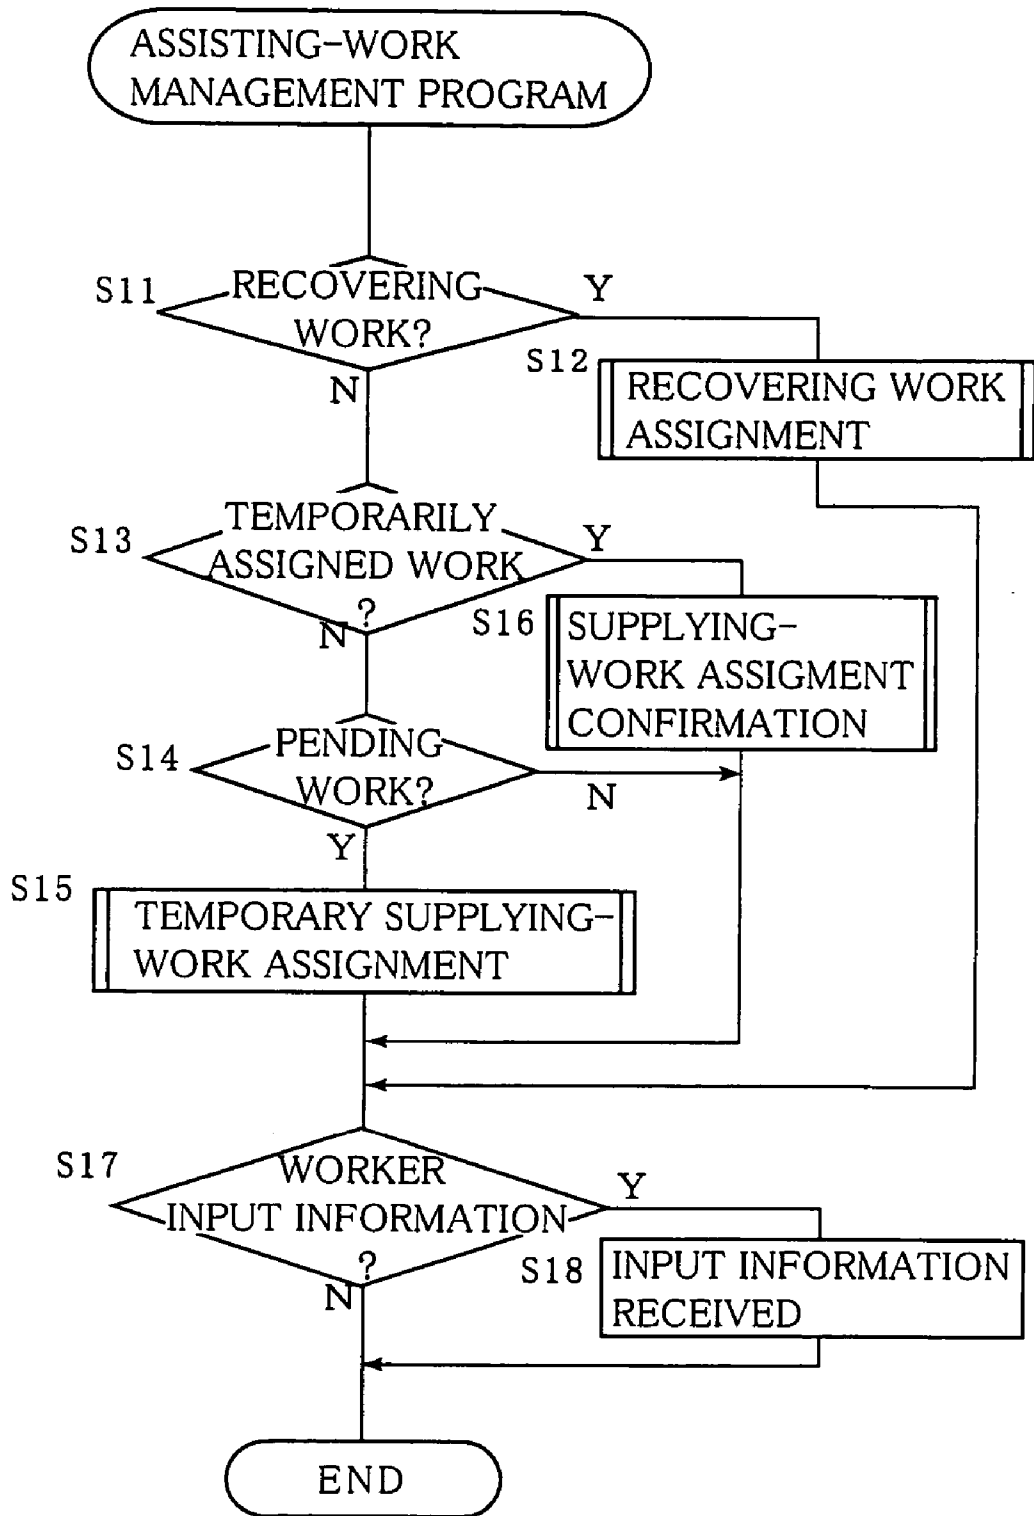 ASSISTING-WORK
MANAGEMENT PROGRAM
S11
RECOVERING
WORK?
Y
N
S12
RECOVERING WORK
ASSIGNMENT
S13
TEMPORARILY
ASSIGNED WORK
?
Y
N
S16
SUPPLYING-
WORK ASSIGMENT
CONFIRMATION
S14
PENDING
WORK?
N
Y
S15
TEMPORARY SUPPLYING-
WORK ASSIGNMENT
S17
WORKER
INPUT INFORMATION
?
Y
N
S18
INPUT INFORMATION
RECEIVED
END